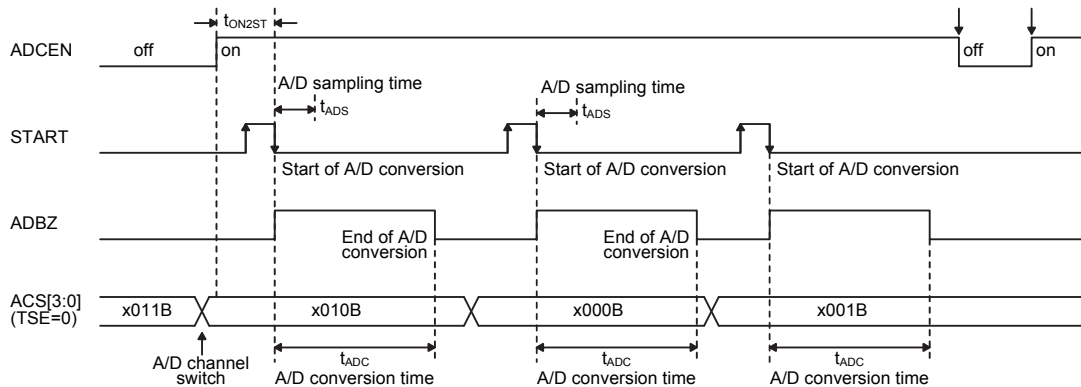 tON2ST
ADCEN
off
on
off
on
A/D sampling time
A/D sampling time
tADS
tADS
START
Start of A/D conversion
Start of A/D conversion
Start of A/D conversion
ADBZ
End of A/D
conversion
End of A/D
conversion
ACS[3:0]
(TSE=0)
x011B
x010B
x000B
x001B
A/D channel
switch
tADC
A/D conversion time
tADC
A/D conversion time
tADC
A/D conversion time